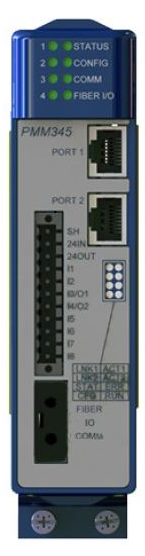 1 STATUS
2 CONFIG
3 COMM
4 FIBER I/O
PMM345
PORT 1
PORT 2
SH
24IN
24OUT
I1
I2
I3/O1
I4/O2
I5
I6
I7
I8
LNK1 ACT1
LNK2 ACT2
STAT ERR
CFG RUN
FIBER
IO
COMM